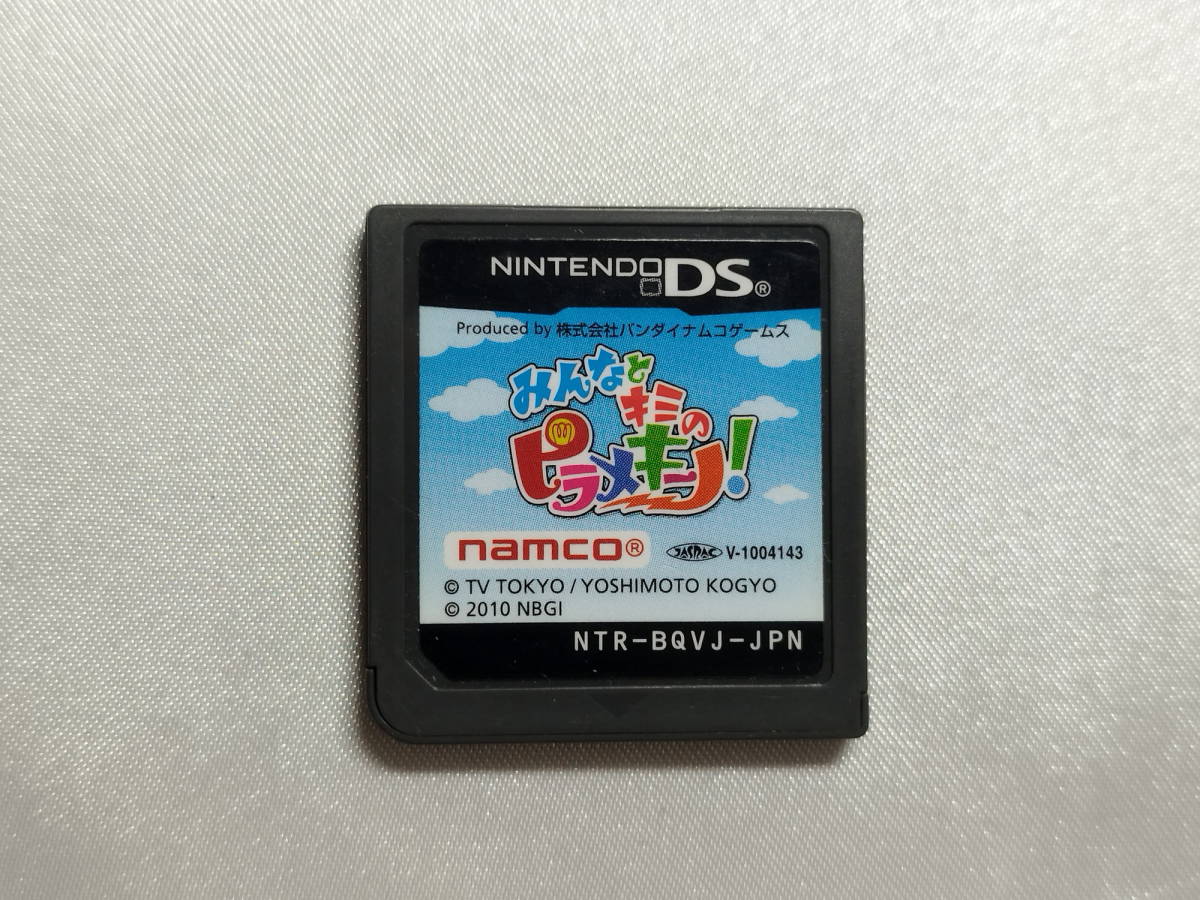 NINTENDO DS®
Produced by 株式会社バンダイナムコゲームス
みんなと
キミの
ピラメキーノ!
namco®
JASRAC V-1004143
© TV TOKYO / YOSHIMOTO KOGYO
© 2010 NBGI
NTR-BQVJ-JPN